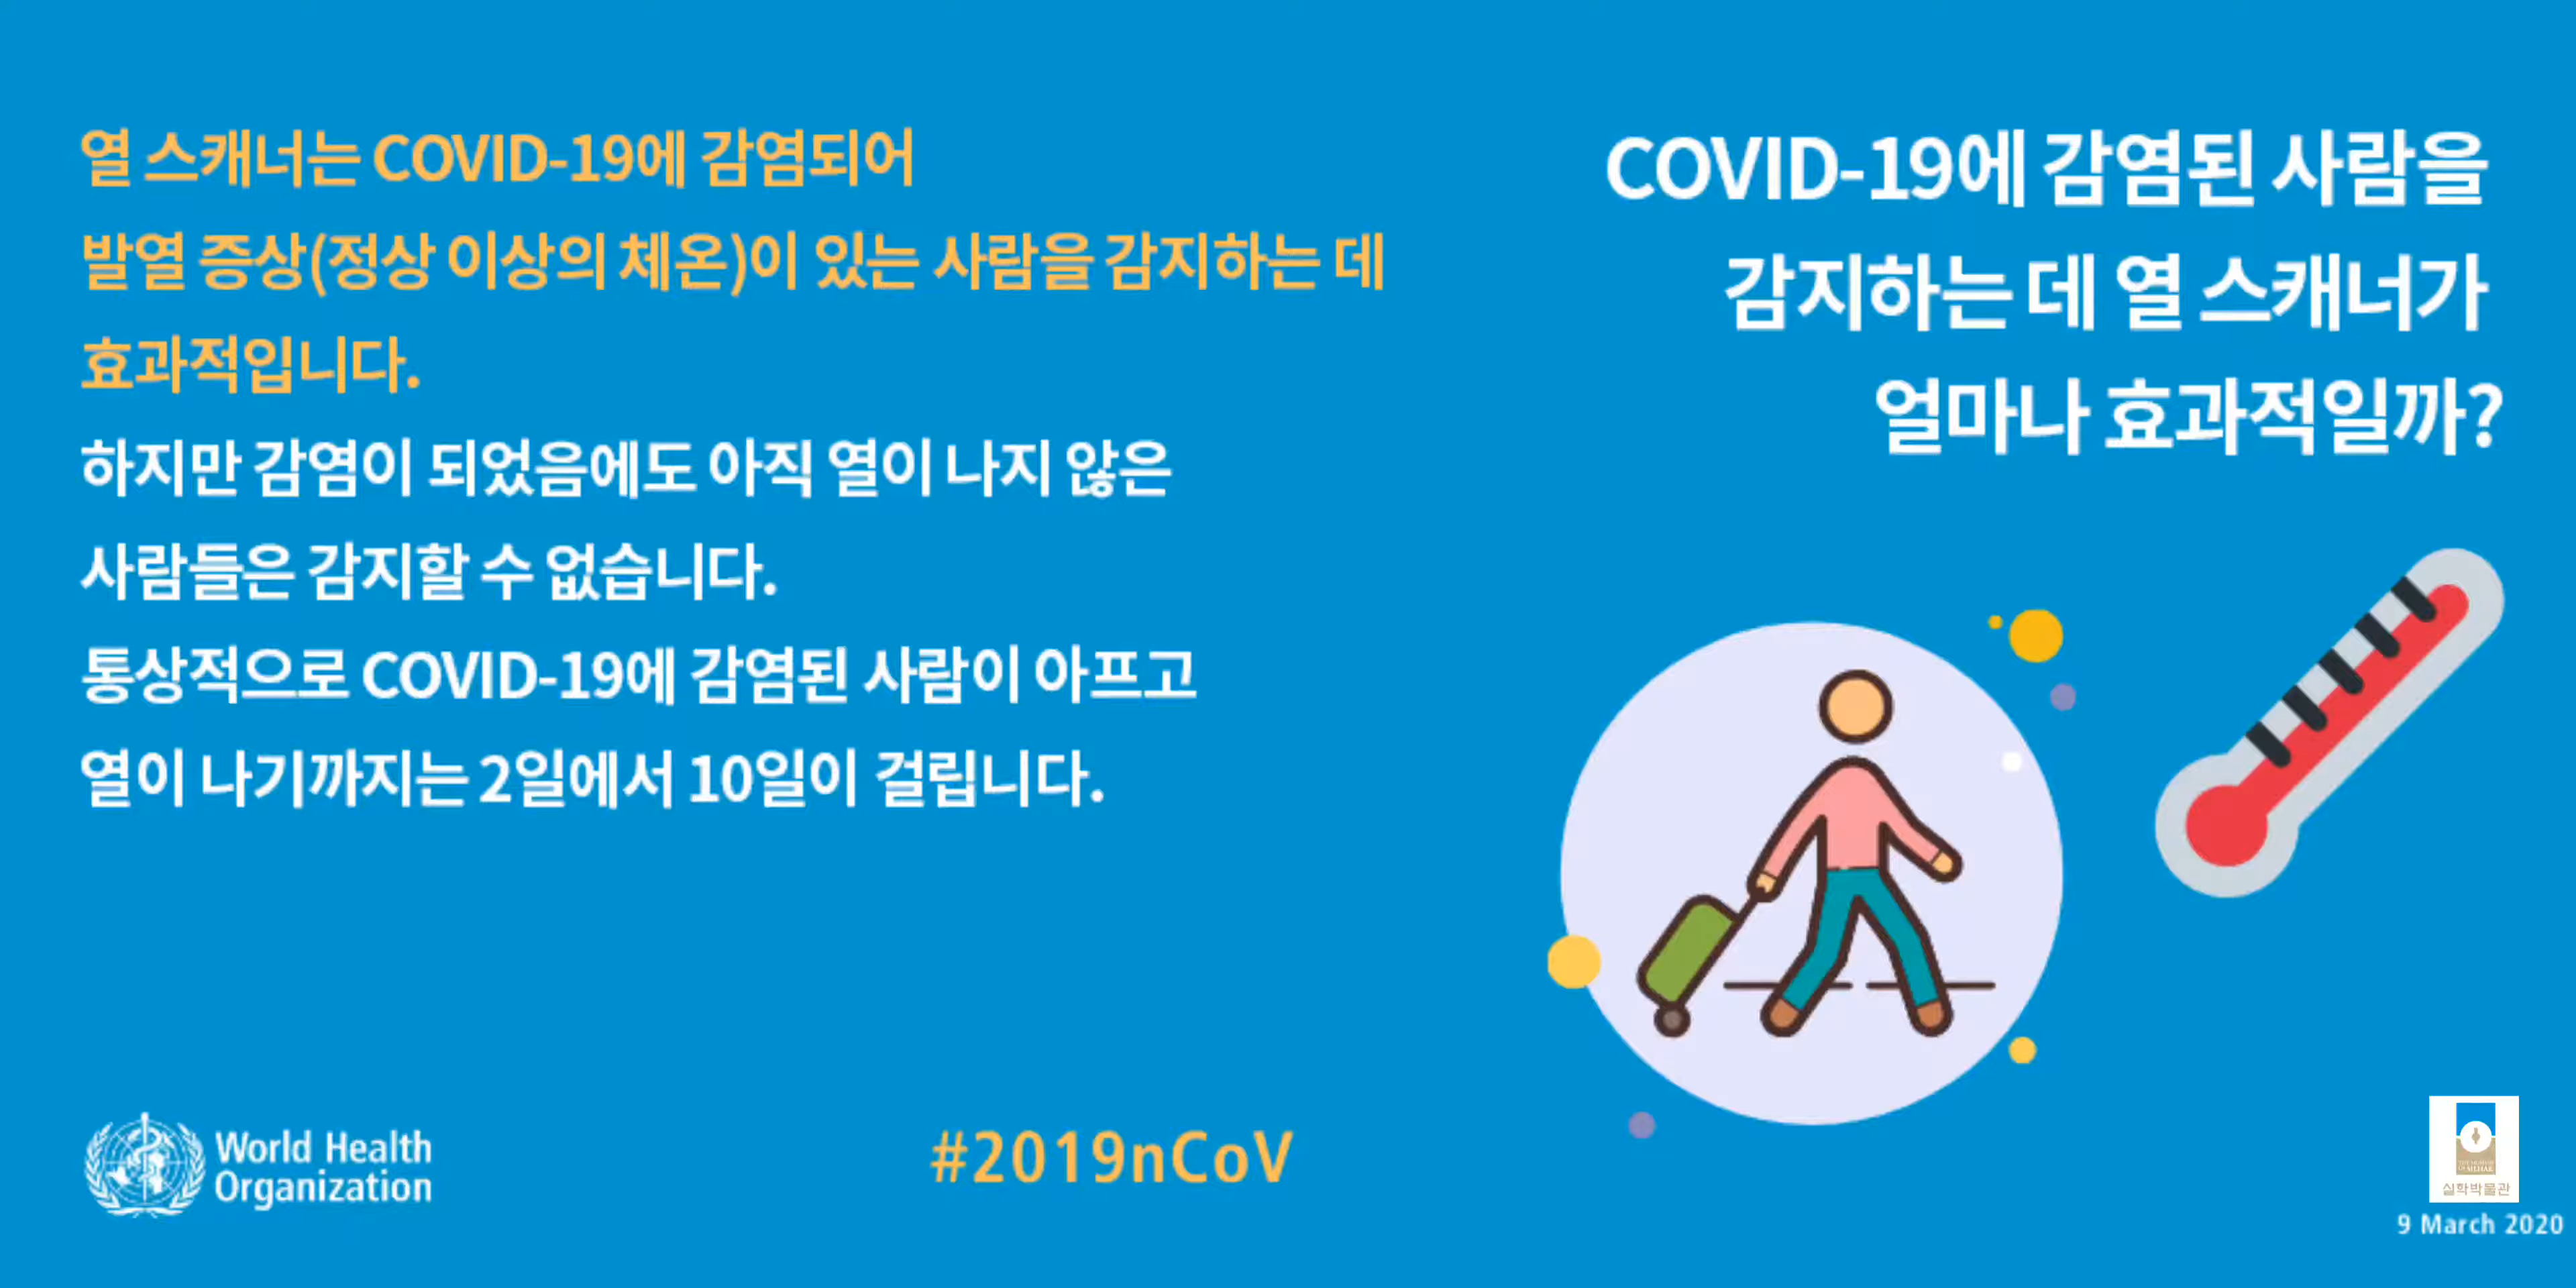 열 스캐너는 COVID-19에 감염되어
발열 증상(정상 이상의 체온)이 있는 사람을 감지하는 데
효과적입니다.
하지만 감염이 되었음에도 아직 열이 나지 않은
사람들은 감지할 수 없습니다.
통상적으로 COVID-19에 감염된 사람이 아프고
열이 나기까지는 2일에서 10일이 걸립니다.
COVID-19에 감염된 사람을
감지하는 데 열 스캐너가
얼마나 효과적일까?
World Health
Organization
#2019nCoV
실학박물관
9 March 2020